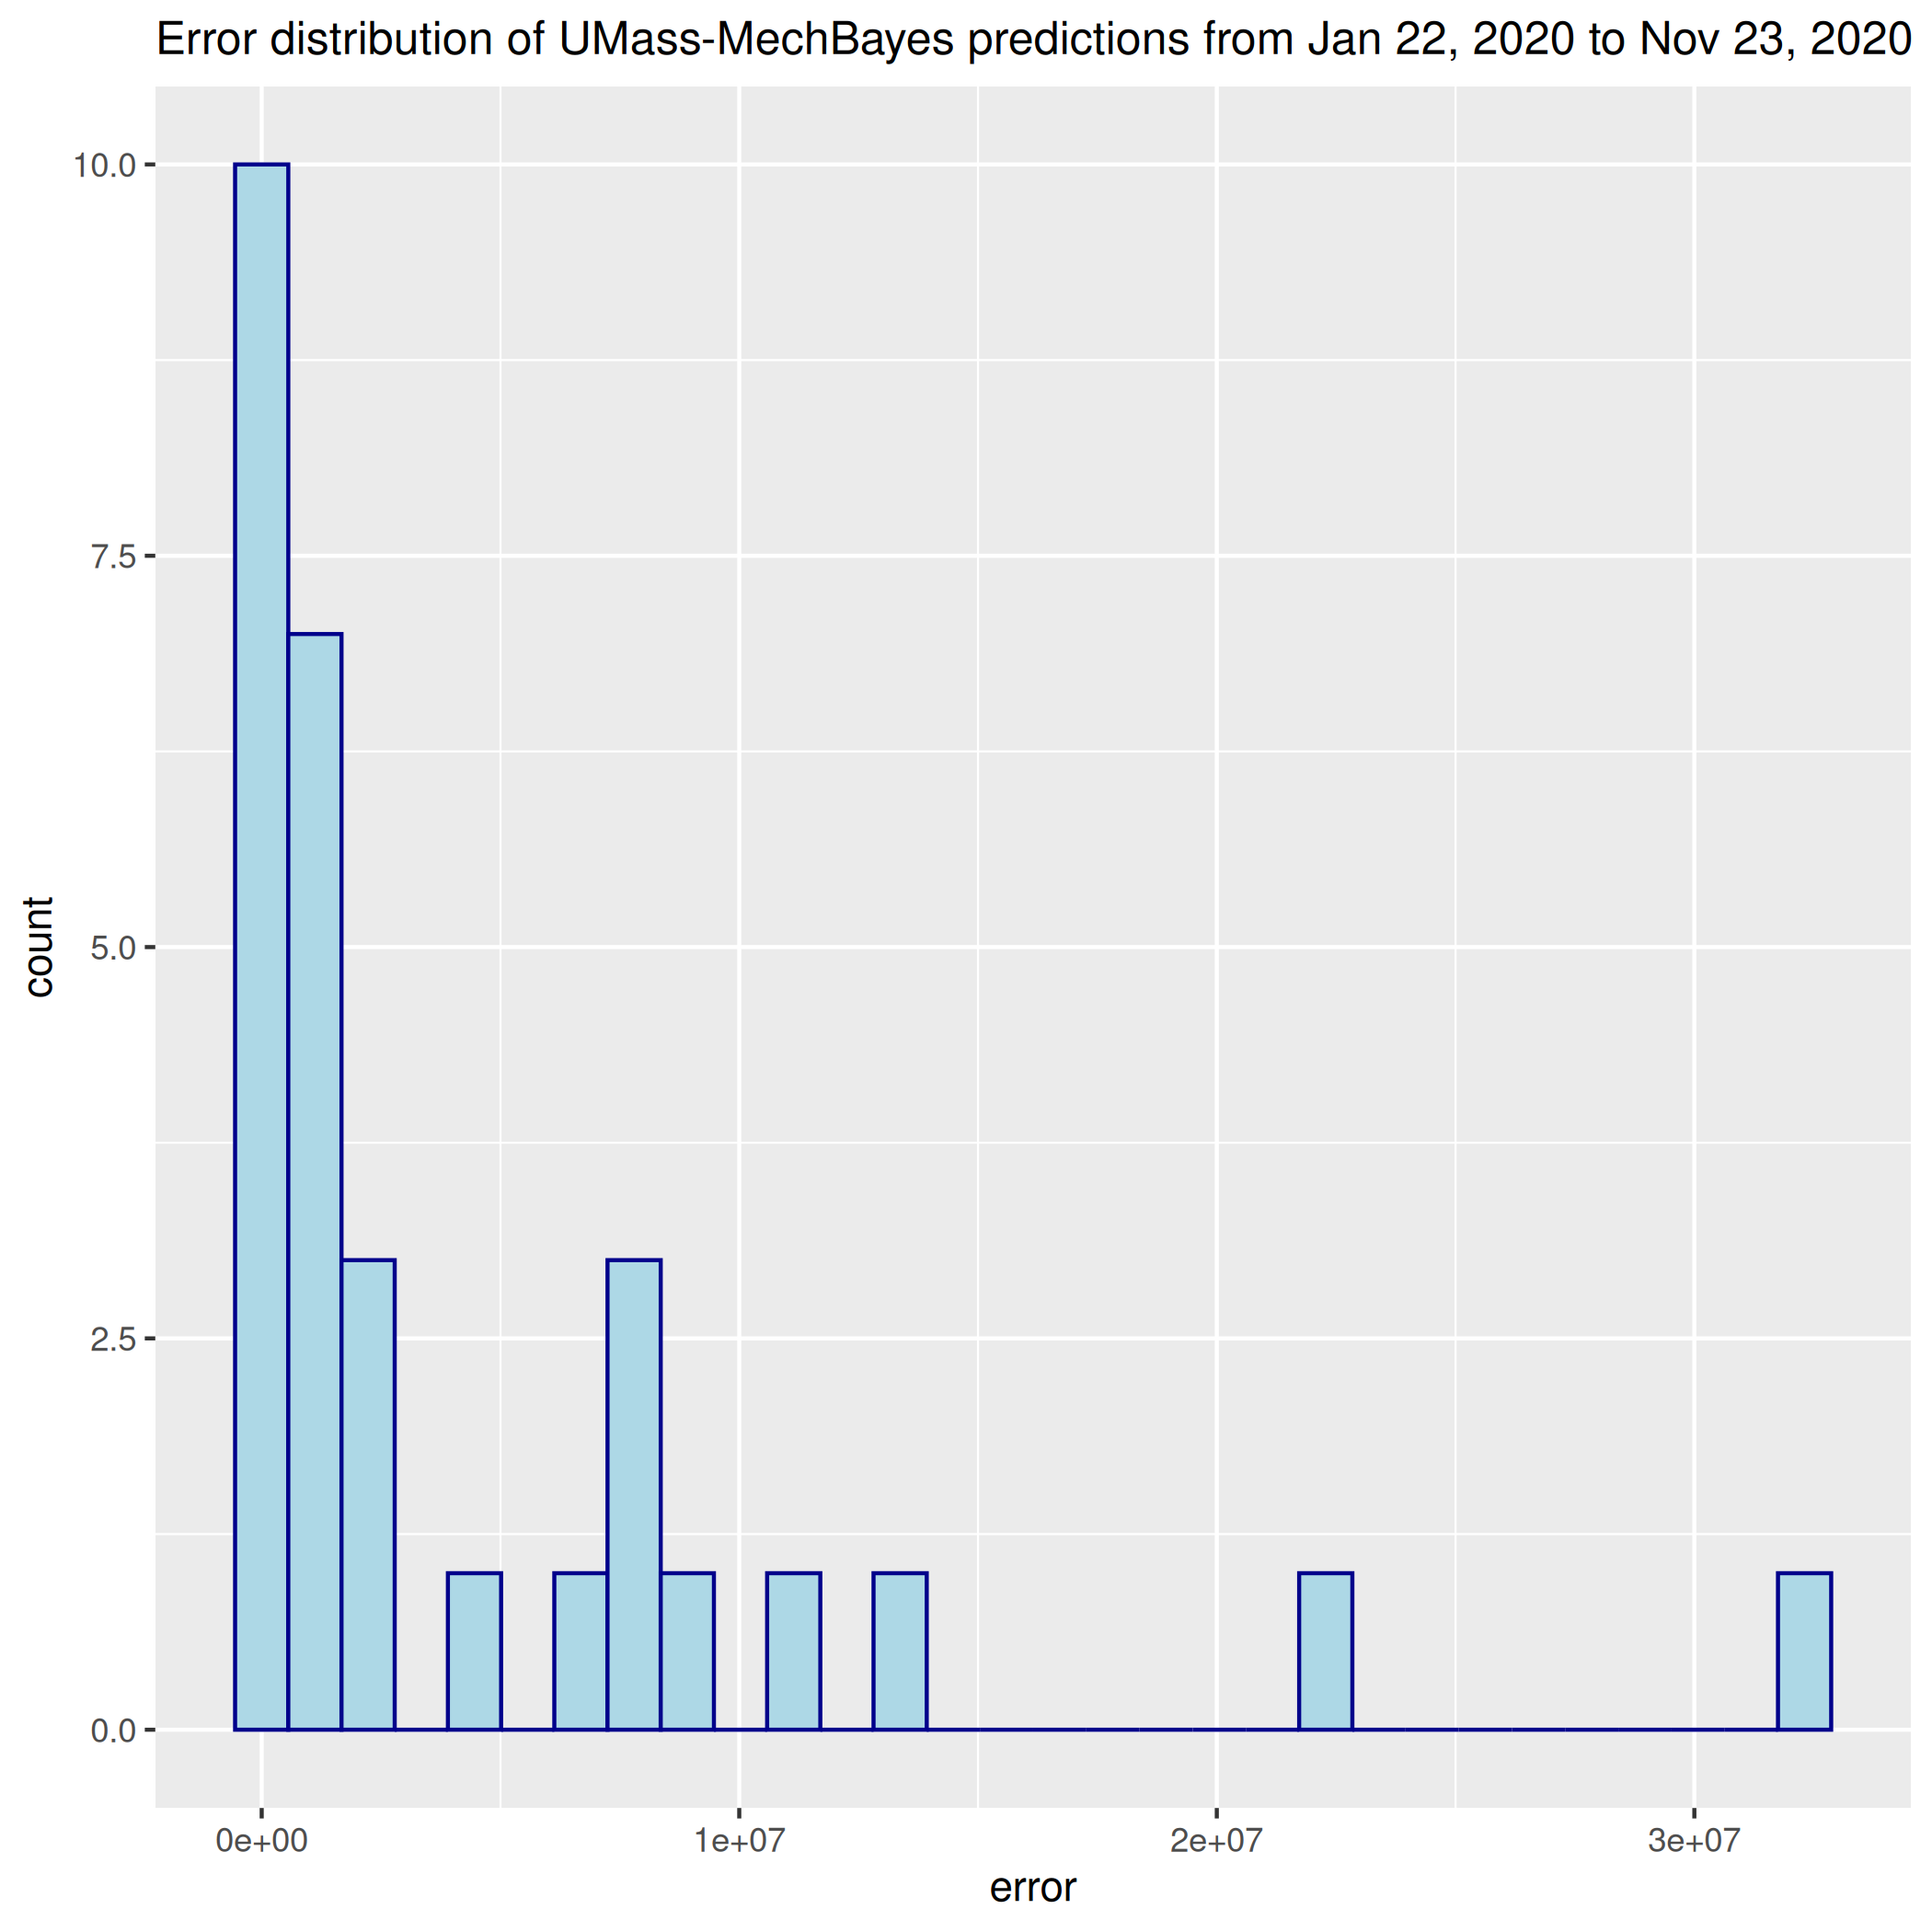 Error distribution of UMass-MechBayes predictions from Jan 22, 2020 to Nov 23, 2020
10.0
7.5
5.0
2.5
0.0
count
0e+00 1e+07 2e+07 3e+07
error